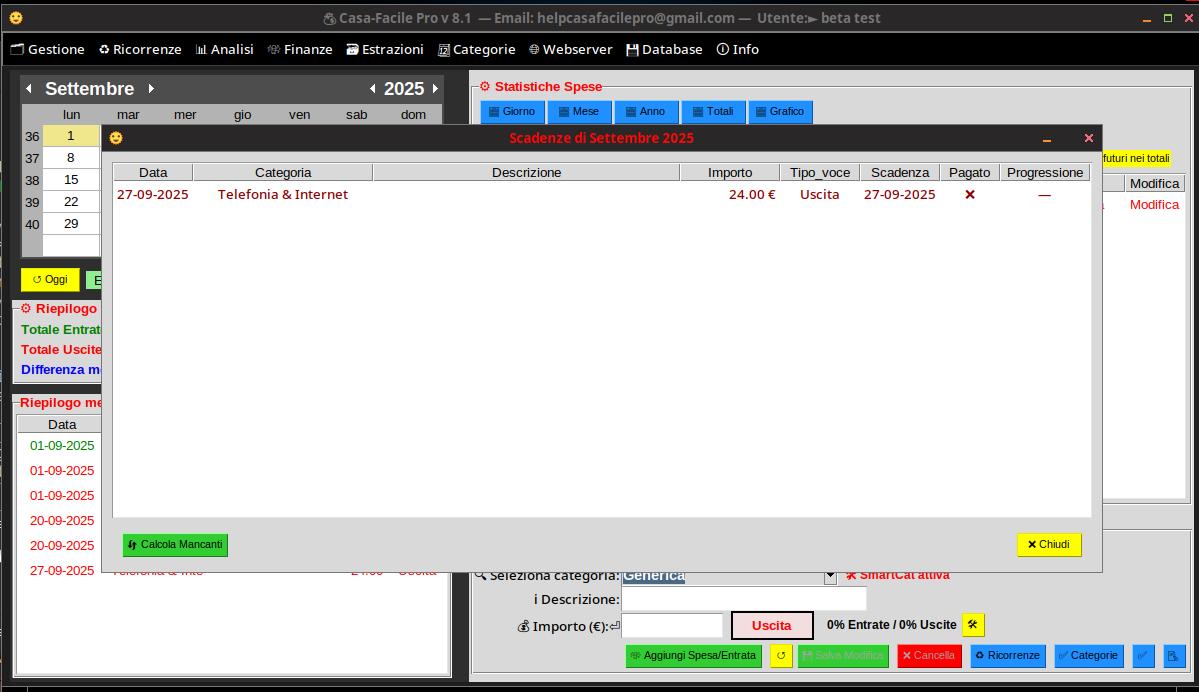 Casa-Facile Pro v 8.1 — Email: helpcasafacilepro@gmail.com — Utente:► beta test
Gestione Ricorrenze Analisi Finanze Estrazioni Categorie Webserver Database Info
Settembre 2025
lun mar mer gio ven sab dom
36 1
37 8
38 15
39 22
40 29
Oggi
Riepilogo
Totale Entrat
Totale Uscite
Differenza m
Riepilogo me
Data
01-09-2025
01-09-2025
01-09-2025
20-09-2025
20-09-2025
27-09-2025
Statistiche Spese
Giorno Mese Anno Totali Grafico
futuri nei totali
Modifica
Modifica
Scadenze di Settembre 2025
Data Categoria Descrizione Importo Tipo_voce Scadenza Pagato Progressione
27-09-2025 Telefonia & Internet 24.00 € Uscita 27-09-2025 ✕ —
Calcola Mancanti Chiudi
Seleziona categoria: Generica SmartCat attiva
i Descrizione:
Importo (€):⏎ Uscita 0% Entrate / 0% Uscite
Aggiungi Spesa/Entrata Salva Modifica Cancella Ricorrenze Categorie